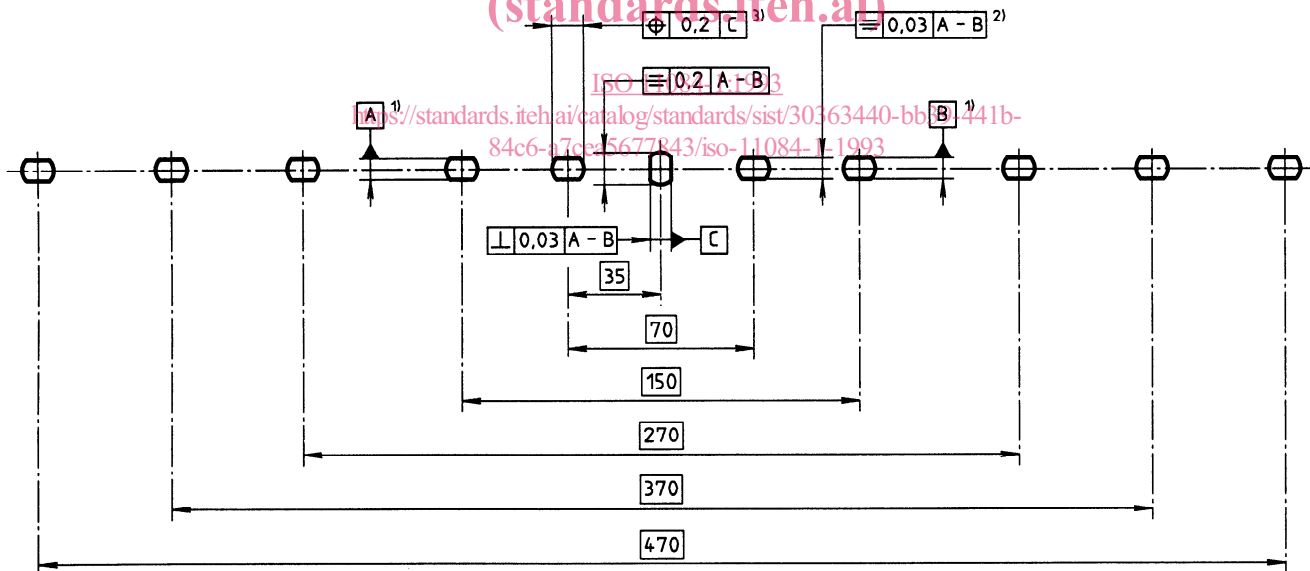 (standards.iteh.ai)
⌖ 0,2 C 3)
⌯ 0,03 A - B 2)
⌯ 0,2 A - B
ISO 11084-1:1993
A 1)
B 1)
https://standards.iteh.ai/catalog/standards/sist/30363440-bb39-441b-
84c6-a7cea5677843/iso-11084-1-1993
⊥ 0,03 A - B
C
35
70
150
270
370
470